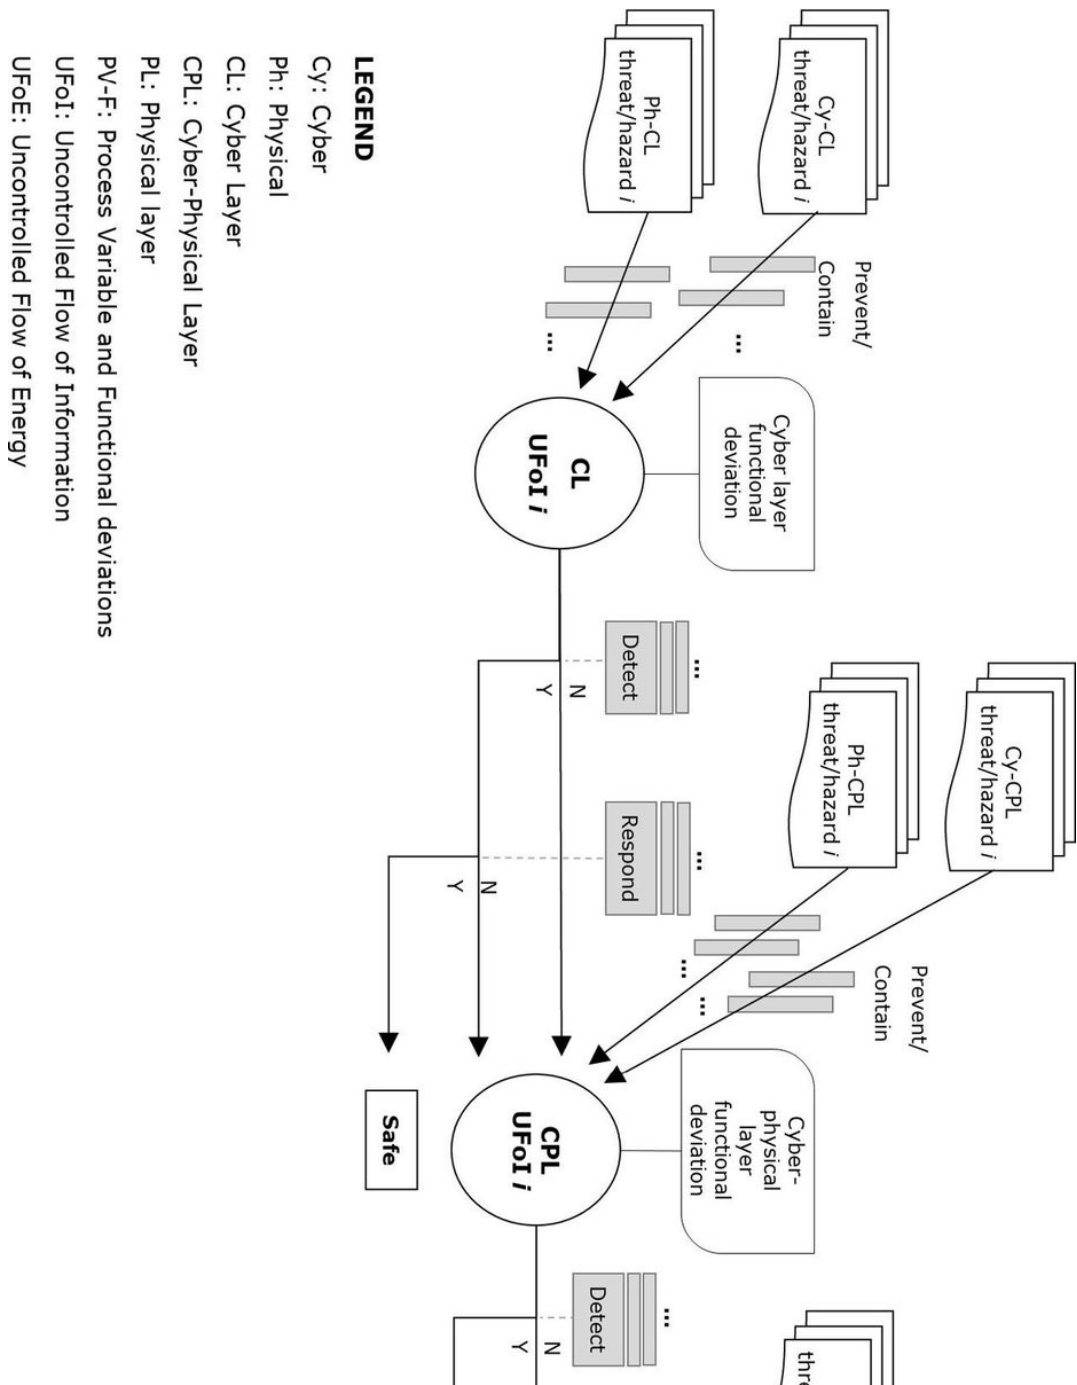 Cy-CL
threat/hazard i
Ph-CL
threat/hazard i
Prevent/
Contain
...
...
Cyber layer
functional
deviation
CL
UFoI i
...
Detect
N
Y
...
Respond
N
Y
Cy-CPL
threat/hazard i
Ph-CPL
threat/hazard i
Prevent/
Contain
...
...
Cyber-
physical
layer
functional
deviation
CPL
UFoI i
Safe
...
Detect
N
Y
LEGEND
Cy: Cyber
Ph: Physical
CL: Cyber Layer
CPL: Cyber-Physical Layer
PL: Physical layer
PV-F: Process Variable and Functional deviations
UFoI: Uncontrolled Flow of Information
UFoE: Uncontrolled Flow of Energy